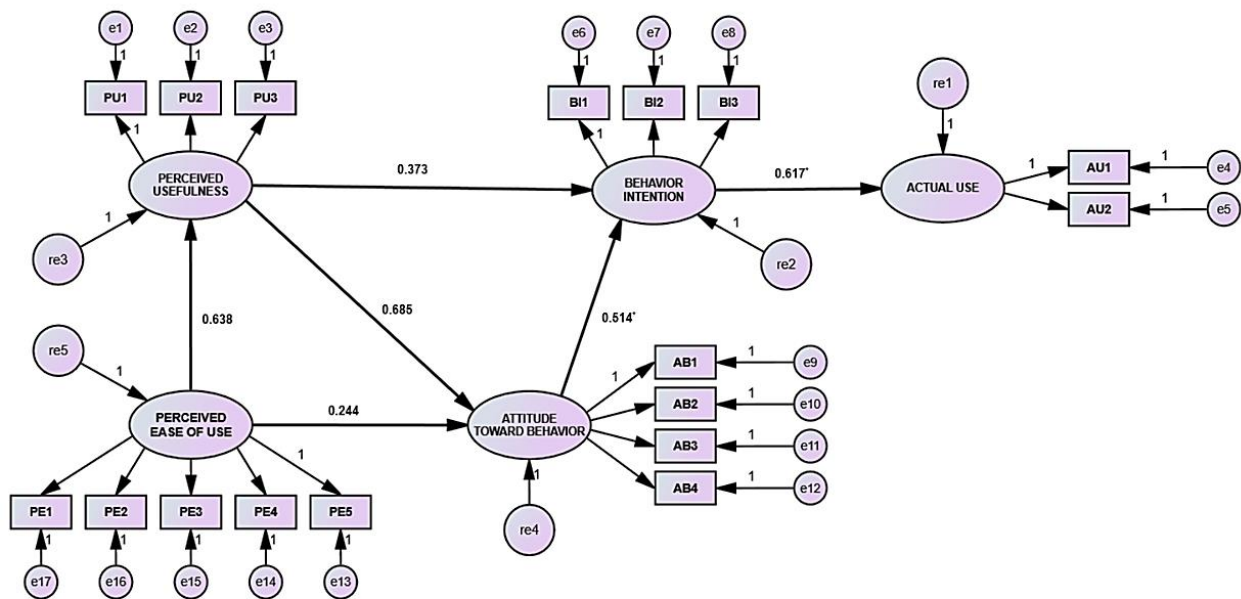 e1
e2
e3
1
1
1
PU1
PU2
PU3
1
PERCEIVED
USEFULNESS
1
re3
e6
e7
e8
1
1
1
BI1
BI2
BI3
1
BEHAVIOR
INTENTION
1
re2
re1
1
ACTUAL USE
1
AU1
1
e4
AU2
1
e5
0.373
0.617*
0.685
0.638
0.514*
0.244
re5
1
PERCEIVED
EASE OF USE
1
PE1
PE2
PE3
PE4
PE5
1
1
1
1
1
e17
e16
e15
e14
e13
ATTITUDE
TOWARD BEHAVIOR
1
re4
1
AB1
1
e9
AB2
1
e10
AB3
1
e11
AB4
1
e12